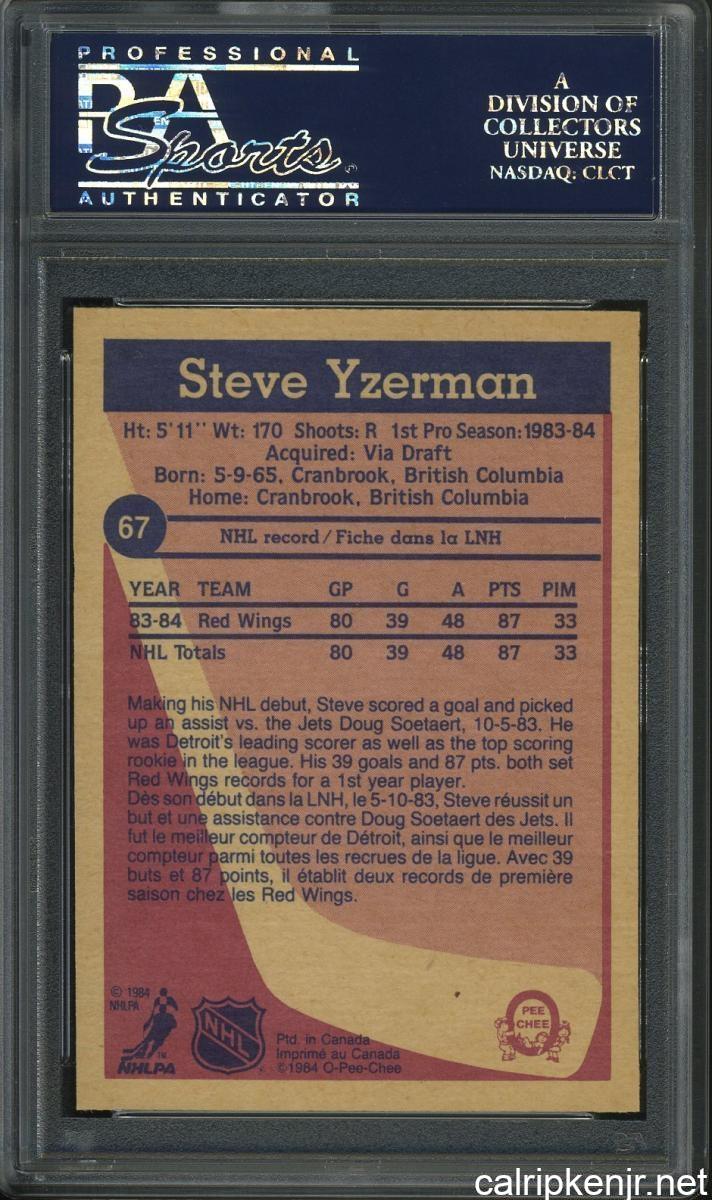 PROFESSIONAL
PSA
Sports
AUTHENTICATOR
A
DIVISION OF
COLLECTORS
UNIVERSE
NASDAQ: CLCT
Steve Yzerman
Ht: 5'11'' Wt: 170 Shoots: R 1st Pro Season: 1983-84
Acquired: Via Draft
Born: 5-9-65, Cranbrook, British Columbia
Home: Cranbrook, British Columbia
67
NHL record / Fiche dans la LNH
YEAR TEAM GP G A PTS PIM
83-84 Red Wings 80 39 48 87 33
NHL Totals 80 39 48 87 33
Making his NHL debut, Steve scored a goal and picked
up an assist vs. the Jets Doug Soetaert, 10-5-83. He
was Detroit's leading scorer as well as the top scoring
rookie in the league. His 39 goals and 87 pts. both set
Red Wings records for a 1st year player.
Dès son début dans la LNH, le 5-10-83, Steve réussit un
but et une assistance contre Doug Soetaert des Jets. Il
fut le meilleur compteur de Détroit, ainsi que le meilleur
compteur parmi toutes les recrues de la ligue. Avec 39
buts et 87 points, il établit deux records de première
saison chez les Red Wings.
© 1984
NHLPA
TM
NHLPA
NHL
Ptd. in Canada
Imprimé au Canada
©1984 O-Pee-Chee
O
PEE
CHEE
calripkenjr.net